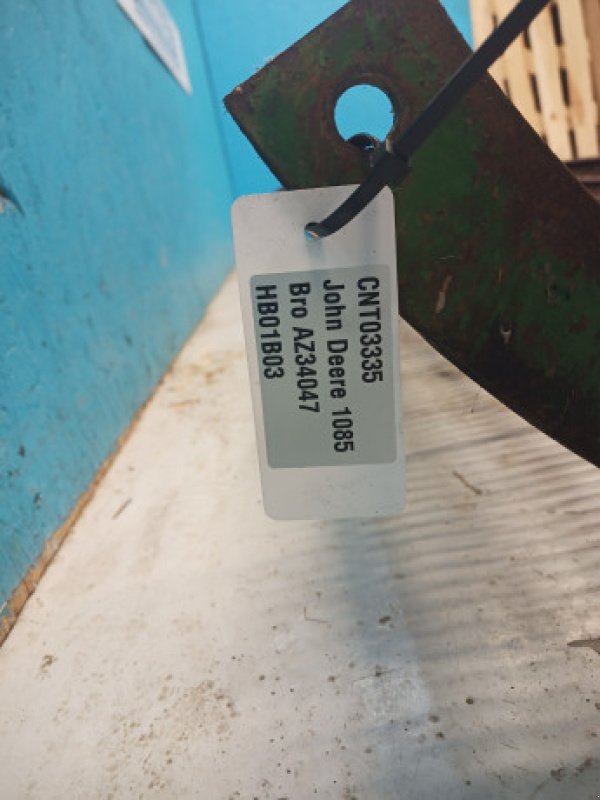 CNT03335
John Deere 1085
Bro AZ34047
HB01B03